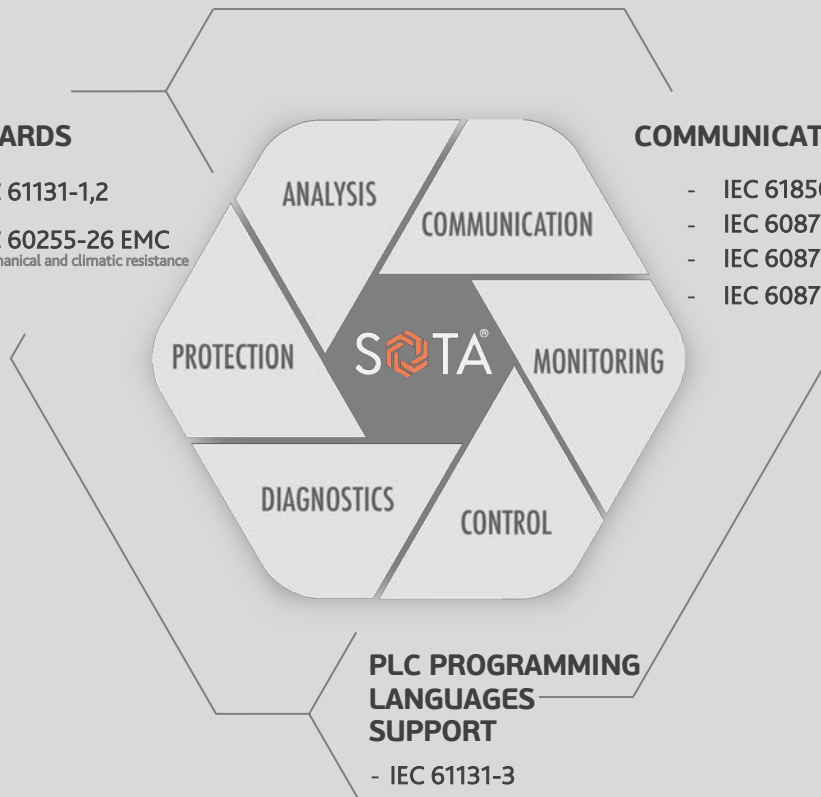 ARDS
61131-1,2
60255-26 EMC
hanical and climatic resistance
COMMUNICAT
- IEC 6185
- IEC 6087
- IEC 6087
- IEC 6087
ANALYSIS
COMMUNICATION
PROTECTION
SOTA®
MONITORING
DIAGNOSTICS
CONTROL
PLC PROGRAMMING
LANGUAGES
SUPPORT
- IEC 61131-3